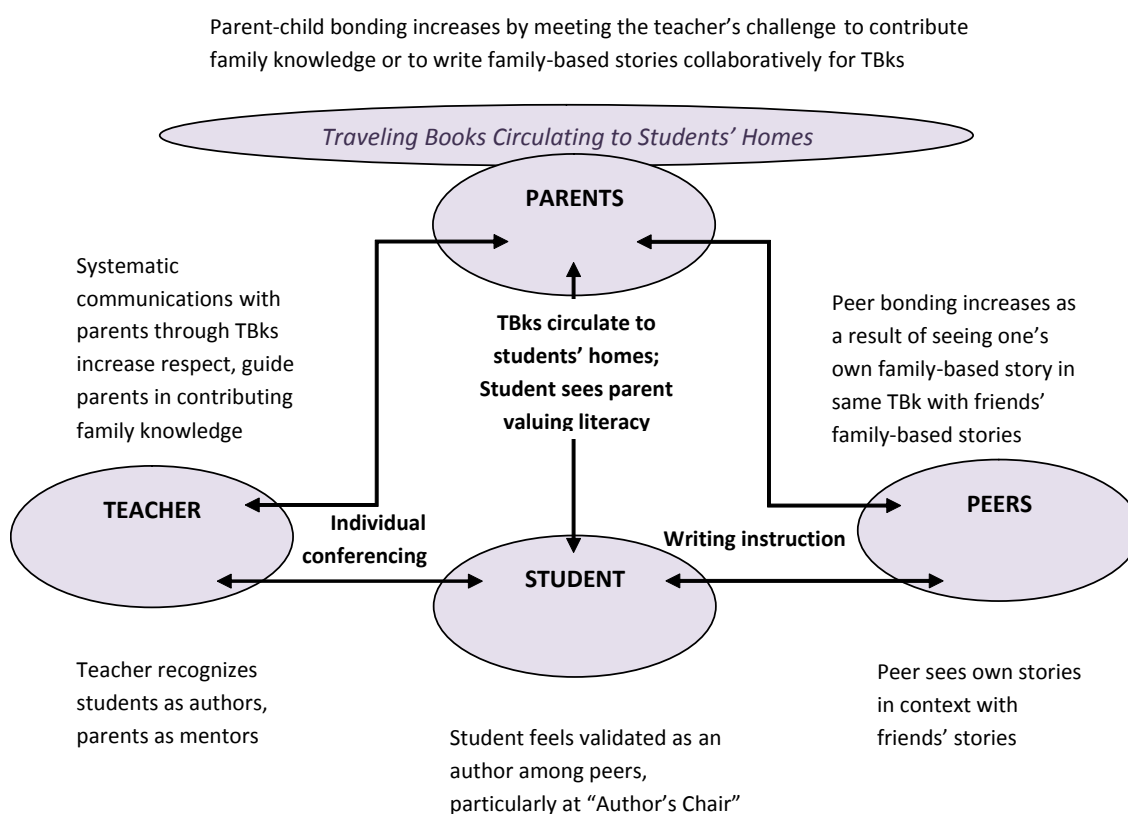 Parent-child bonding increases by meeting the teacher’s challenge to contribute
family knowledge or to write family-based stories collaboratively for TBks
Traveling Books Circulating to Students’ Homes
PARENTS
Systematic
communications with
parents through TBks
increase respect, guide
parents in contributing
family knowledge
TBks circulate to
students’ homes;
Student sees parent
valuing literacy
Peer bonding increases as
a result of seeing one’s
own family-based story in
same TBk with friends’
family-based stories
TEACHER
Individual
conferencing
STUDENT
Writing instruction
PEERS
Teacher recognizes
students as authors,
parents as mentors
Student feels validated as an
author among peers,
particularly at “Author’s Chair”
Peer sees own stories
in context with
friends’ stories